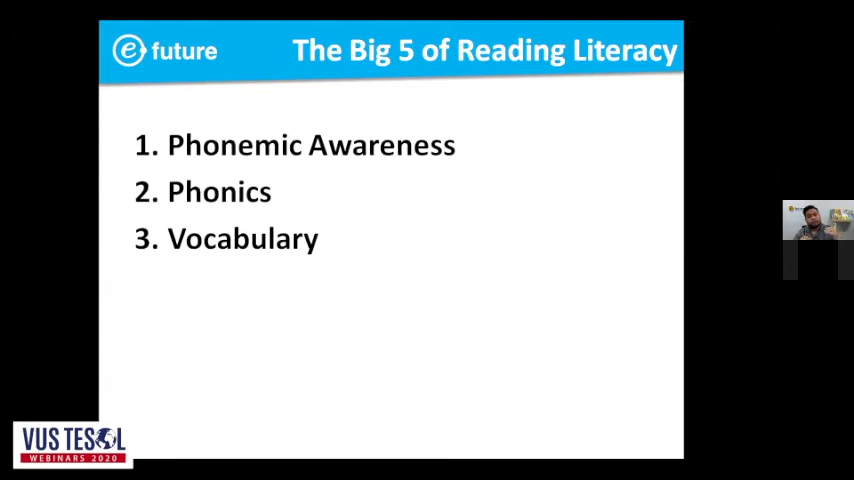 e future
The Big 5 of Reading Literacy
1. Phonemic Awareness
2. Phonics
3. Vocabulary
VUS TESOL
WEBINARS 2020